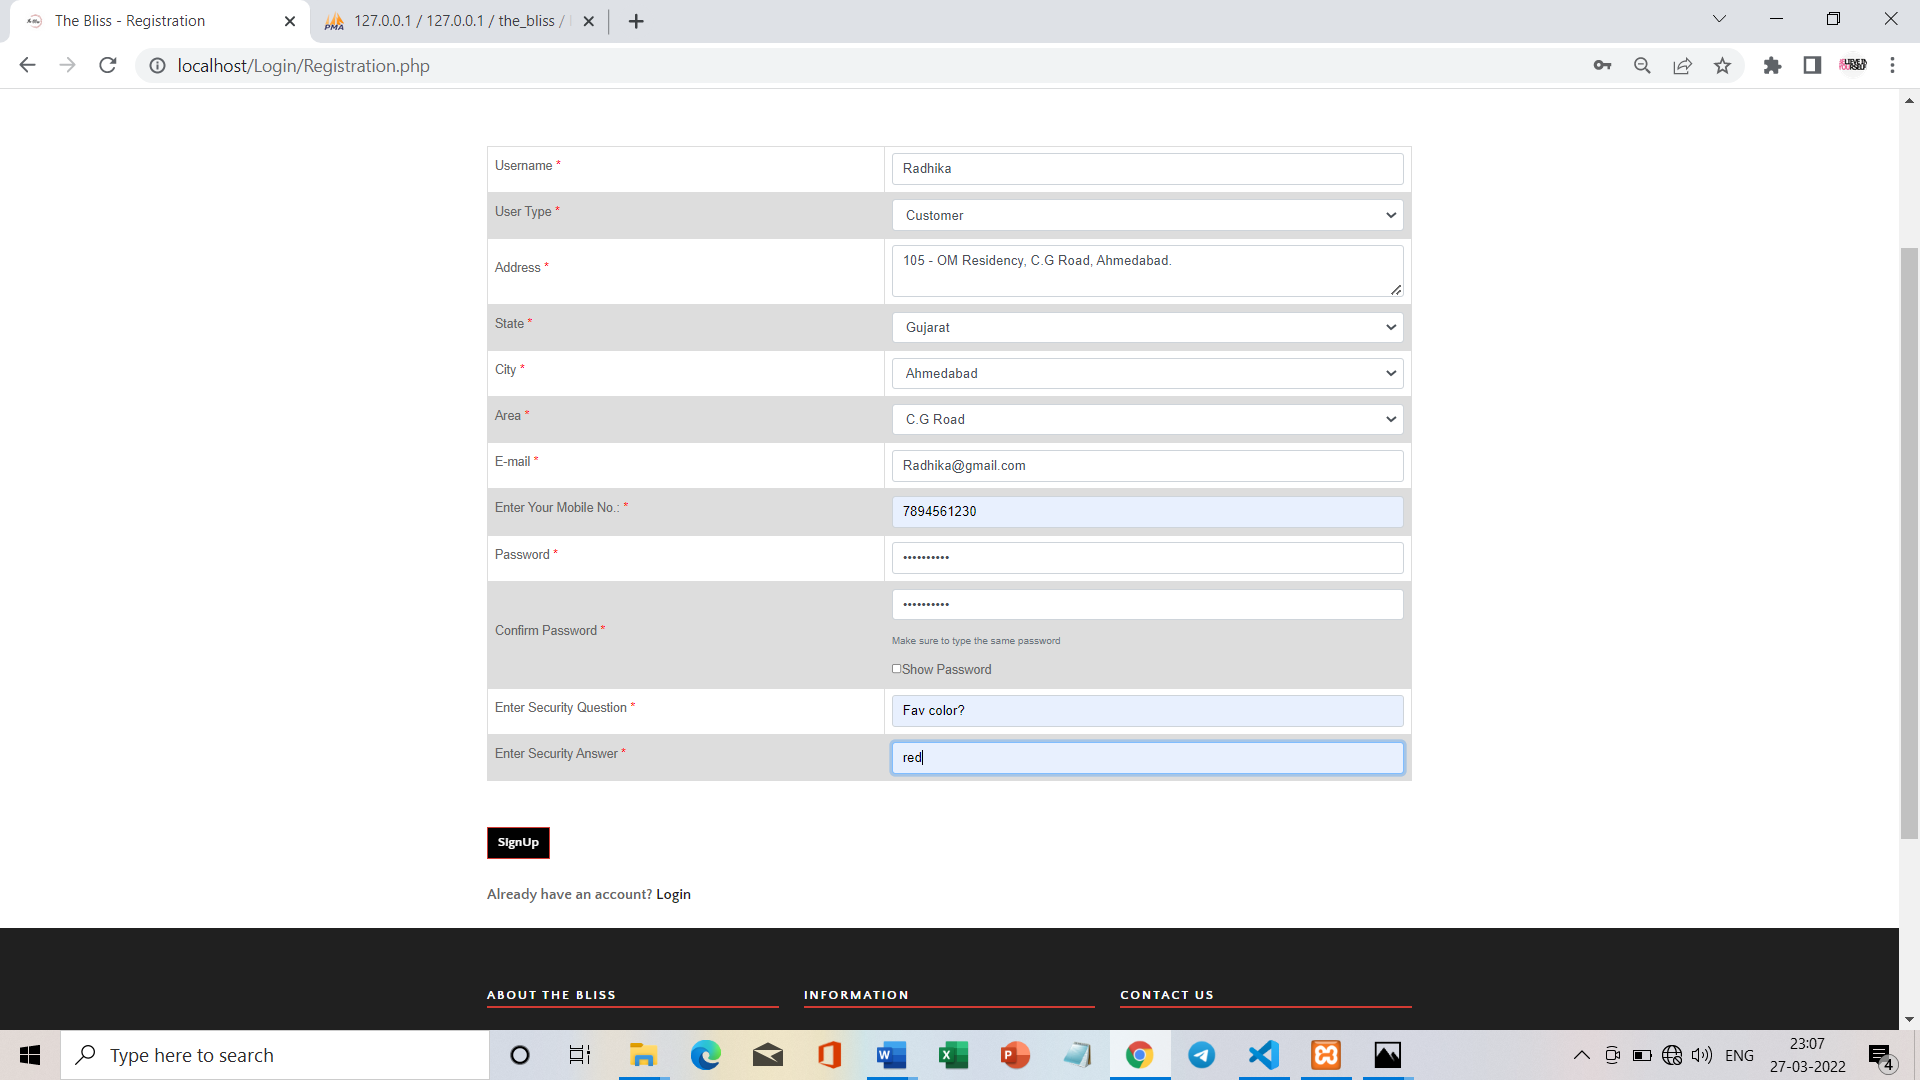 The Bliss - Registration
PMA
127.0.0.1 / 127.0.0.1 / the_bliss /
localhost/Login/Registration.php
Username *
Radhika
User Type *
Customer
Address *
105 - OM Residency, C.G Road, Ahmedabad.
State *
Gujarat
City *
Ahmedabad
Area *
C.G Road
E-mail *
Radhika@gmail.com
Enter Your Mobile No.: *
7894561230
Password *
••••••••••
Confirm Password *
••••••••••
Make sure to type the same password
Show Password
Enter Security Question *
Fav color?
Enter Security Answer *
red
SignUp
Already have an account? Login
ABOUT THE BLISS
INFORMATION
CONTACT US
Type here to search
ENG
23:07
27-03-2022
4